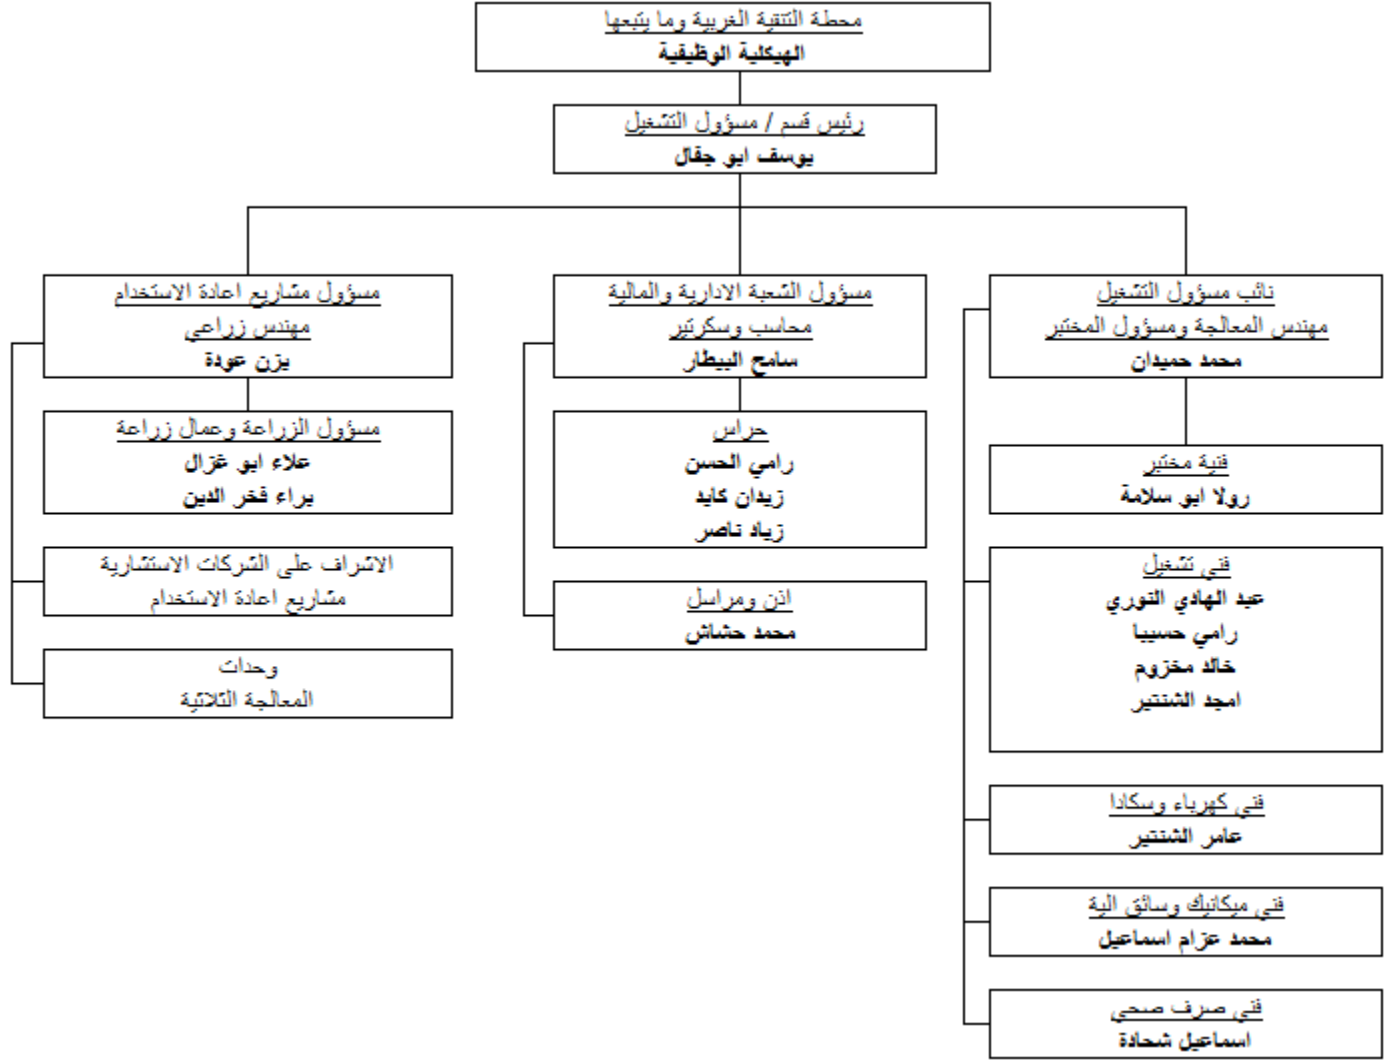 محطة التنقية الغربية وما يتبعها
الهيكلية الوظيفية
رئيس قسم / مسؤول التشغيل
يوسف ابو جفال
نائب مسؤول التشغيل
مهندس المعالجة ومسؤول المختبر
محمد حميدان
فنية مختبر
رولا ابو سلامة
فني تشغيل
عبد الهادي التوري
رامي حسيبا
خالد مخزوم
امجد الشنتير
فني كهرباء وسكادا
عامر الشنتير
فني ميكانيك وسائق الية
محمد عزام اسماعيل
فني صرف صحي
اسماعيل شحادة
مسؤول الشعبة الادارية والمالية
محاسب وسكرتير
سامح البيطار
حراس
رامي الحسن
زيدان كايد
زياد ناصر
اذن ومراسل
محمد حشاش
مسؤول مشاريع اعادة الاستخدام
مهندس زراعي
يزن عودة
مسؤول الزراعة وعمال زراعة
علاء ابو غزال
براء فخر الدين
الاشراف على الشركات الاستشارية
مشاريع اعادة الاستخدام
وحدات
المعالجة الثلاثية